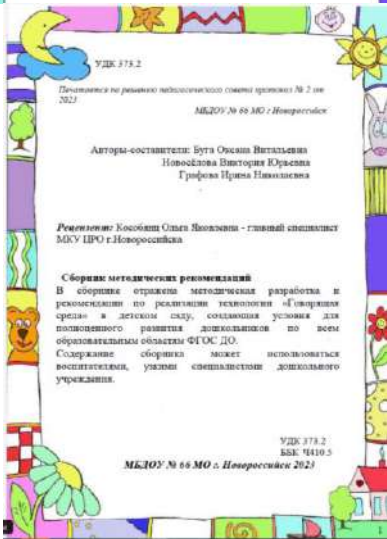 УДК 373.2
Печатается по решению педагогического совета протокол № 2 от
2023
МБДОУ № 66 МО г Новороссийск
Авторы-составители: Буга Оксана Витальевна
Новосёлова Виктория Юрьевна
Графова Ирина Николаевна
Рецензент: Кособянц Ольга Яковлевна - главный специалист
МКУ ЦРО г.Новороссийска
Сборник методических рекомендаций
В сборнике отражена методическая разработка и
рекомендации по реализации технологии «Говорящая
среда» в детском саду, создающая условия для
полноценного развития дошкольников по всем
образовательным областям ФГОС ДО.
Содержание сборника может использоваться
воспитателями, узкими специалистами дошкольного
учреждения.
УДК 373.2
ББК Ч410.5
МБДОУ № 66 МО г. Новороссийск 2023
1